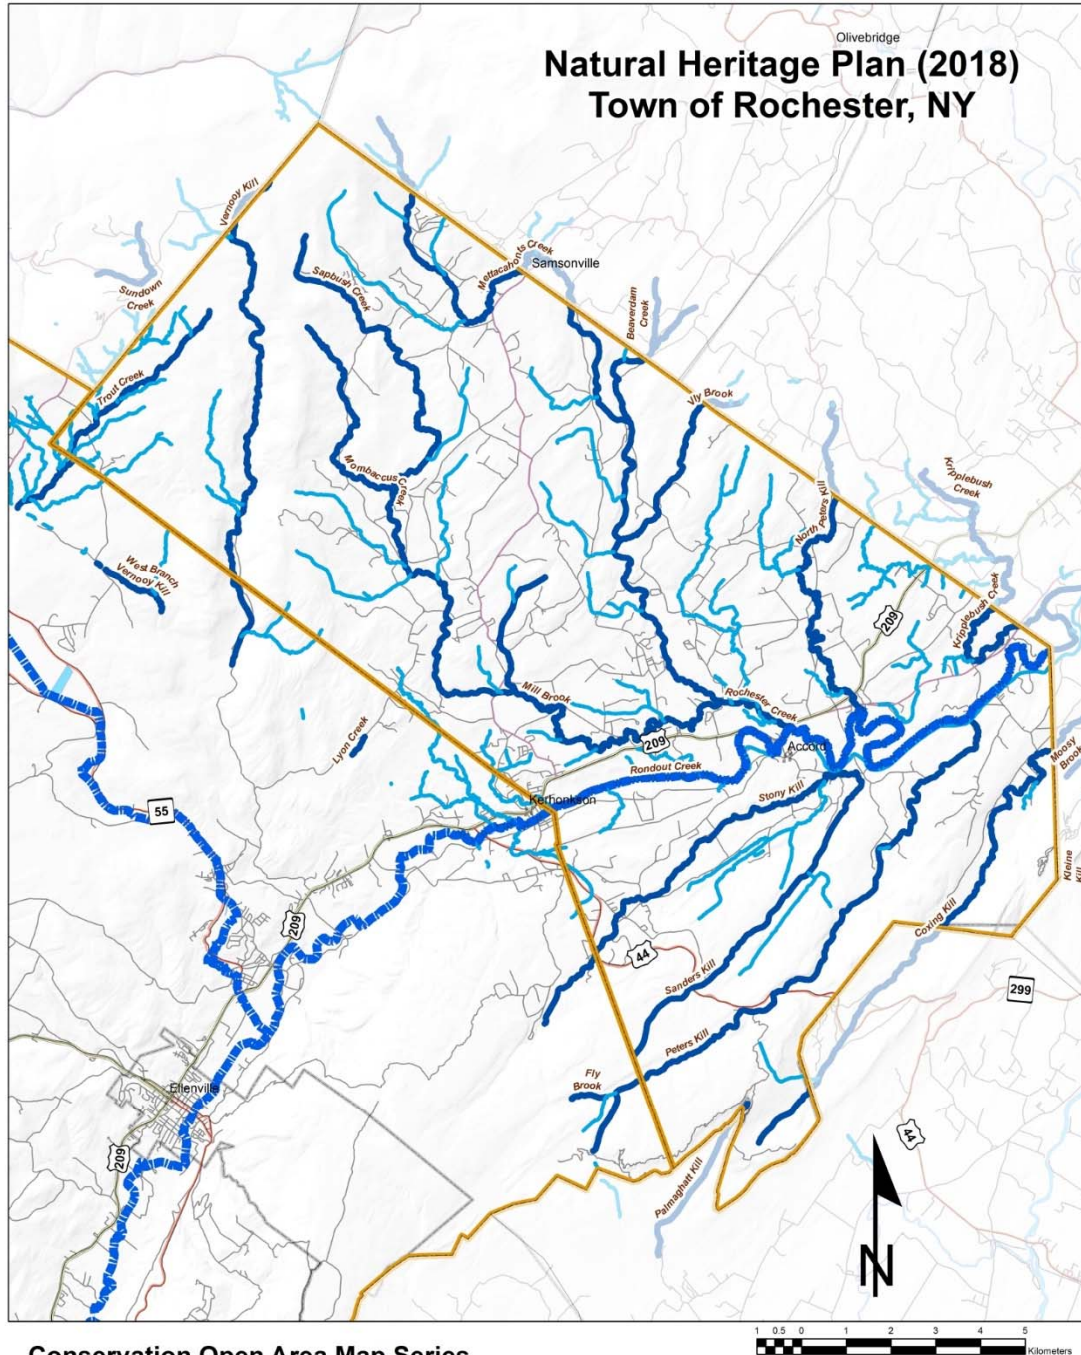 Olivebridge
Natural Heritage Plan (2018)
Town of Rochester, NY
Vernooy Kill
Sundown
Creek
Sapbush Creek
Mettacahonts Creek
Samsonville
Beaverdam
Creek
Trout Creek
Vly Brook
Mombaccus Creek
North Peters Kill
Kripplebush
Creek
West Branch
Vernooy Kill
209
Kripplebush Creek
Lyon Creek
Mill Brook
Rochester Creek
209
Accord
Moosy
Brook
Rondout Creek
Kerhonkson
Stony Kill
55
Kleine
Kill
209
44
Coxing Kill
Sanders Kill
299
Peters Kill
Fly
Brook
Ellenville
209
44
Palmaghatt Kill
N
Conservation Open Area Map Series
1 0.5 0 1 2 3 4 5
Kilometers